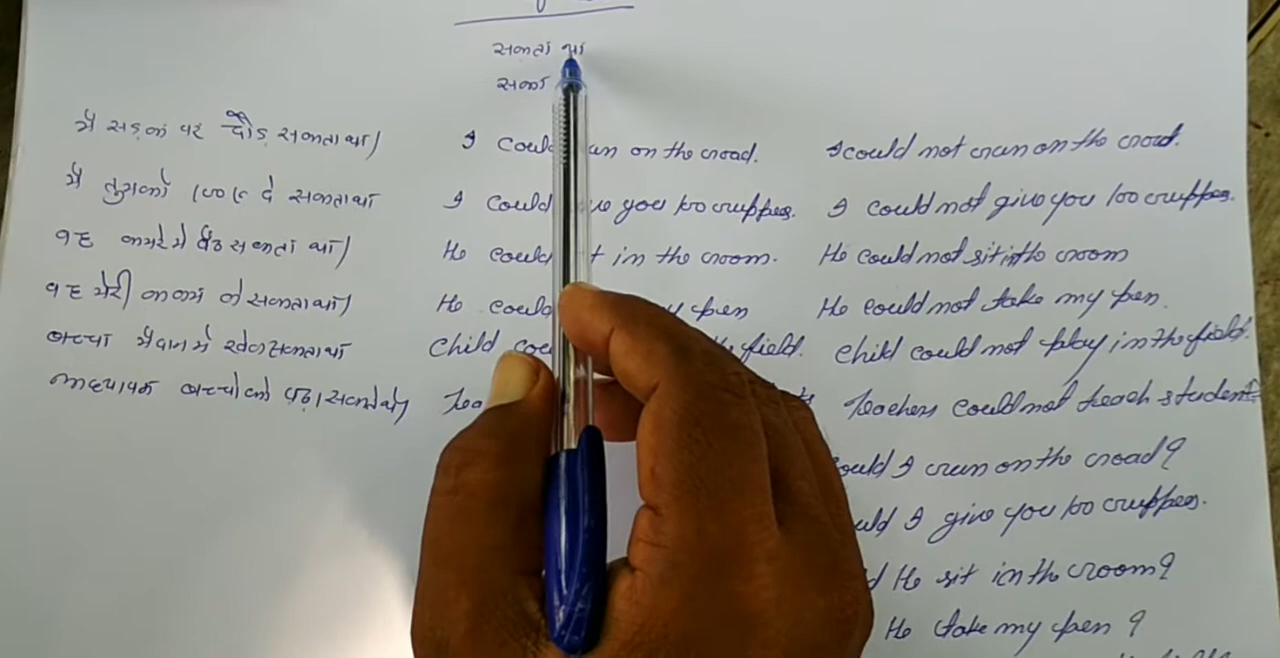 सकता था
सका
मै सड़क पर दौड़ सकता था। I could on the road. I could not run on the road.
मै तुमको 100 रु दे सकता था I could you 100 ruppes. I could not give you 100 ruppes.
वह कमरे मे बैठ सकता था। He could in the room. He could not sit in the room
वह मेरी कलम ले सकता था। He pen He could not take my pen.
बच्चा मैदान मे खेल सकता था Child field. Child could not play in the field.
अध्यापक बच्चो को पढ़ा सकते थे। Teachers could not teach students
I run on the road?
I give you 100 ruppes.
He sit in the room?
He take my pen ?